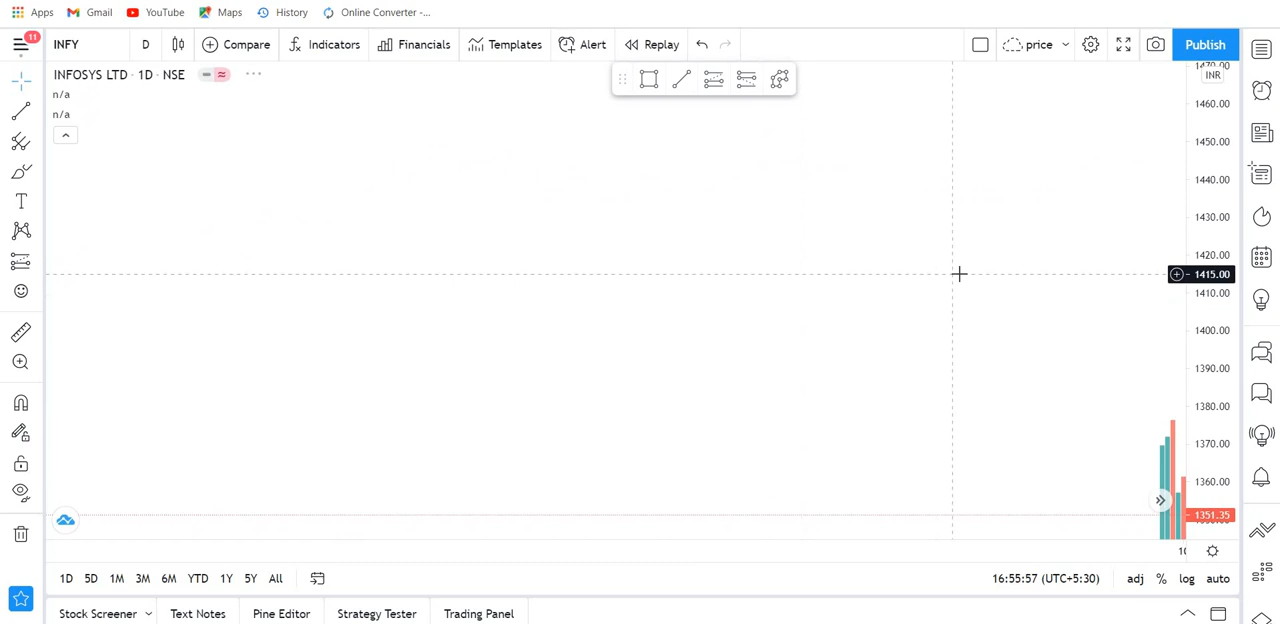 Apps Gmail YouTube Maps History Online Converter -...
11
INFY D Compare Indicators Financials Templates Alert Replay price Publish
INFOSYS LTD · 1D · NSE
n/a
n/a
INR
1470.00
1460.00
1450.00
1440.00
1430.00
1420.00
1415.00
1410.00
1400.00
1390.00
1380.00
1370.00
1360.00
1351.35
1D 5D 1M 3M 6M YTD 1Y 5Y All 16:55:57 (UTC+5:30) adj % log auto
Stock Screener Text Notes Pine Editor Strategy Tester Trading Panel